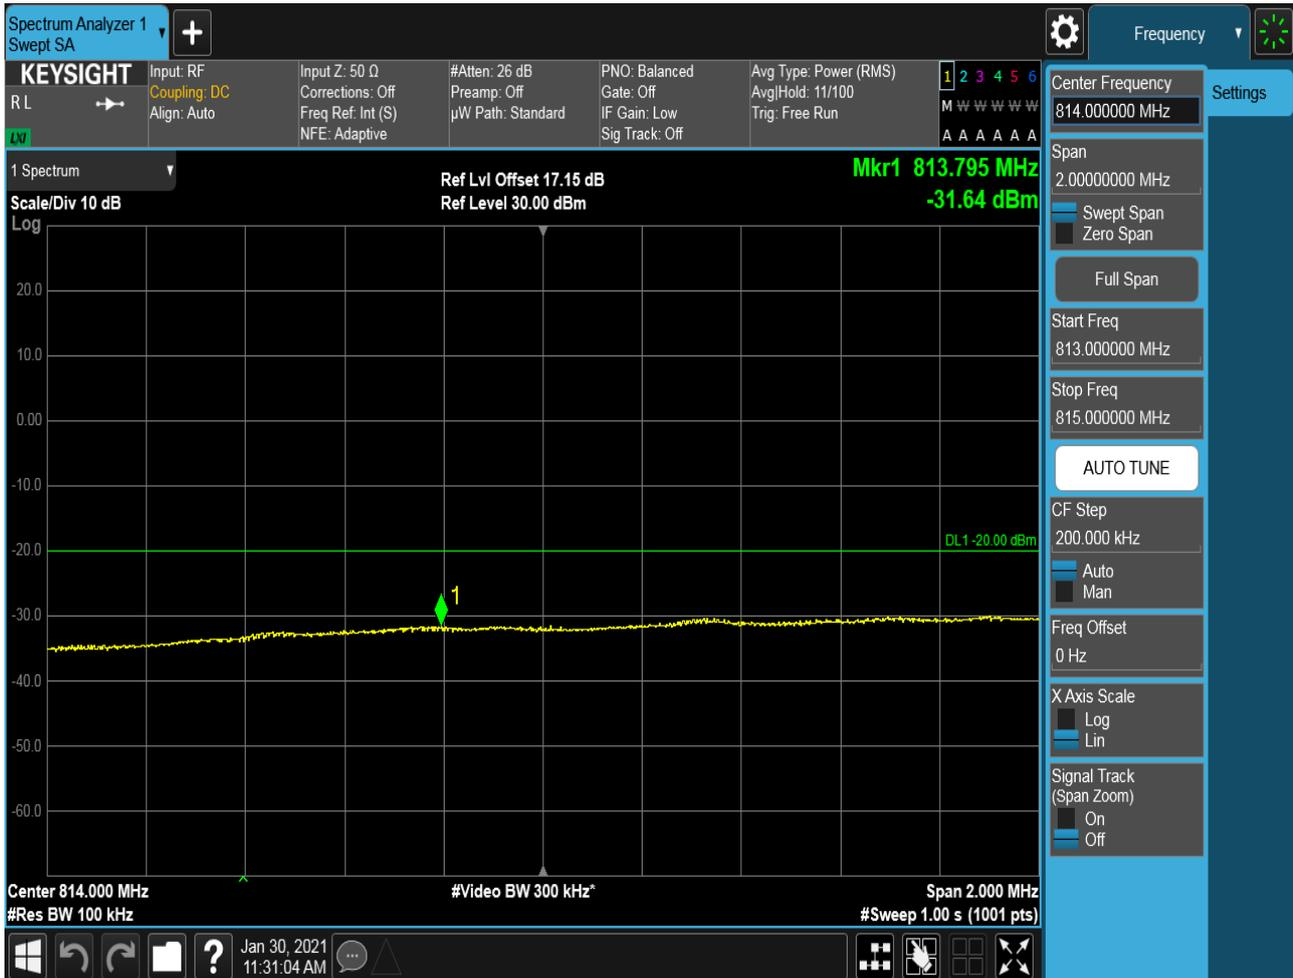 Spectrum Analyzer 1
Swept SA
+
Frequency
KEYSIGHT
R L
LXI
Input: RF
Coupling: DC
Align: Auto
Input Z: 50 Ω
Corrections: Off
Freq Ref: Int (S)
NFE: Adaptive
#Atten: 26 dB
Preamp: Off
µW Path: Standard
PNO: Balanced
Gate: Off
IF Gain: Low
Sig Track: Off
Avg Type: Power (RMS)
Avg|Hold: 11/100
Trig: Free Run
1 2 3 4 5 6
M W W W W W
A A A A A A
1 Spectrum
Scale/Div 10 dB
Ref Lvl Offset 17.15 dB
Ref Level 30.00 dBm
Mkr1 813.795 MHz
-31.64 dBm
Log
20.0
10.0
0.00
-10.0
-20.0
-30.0
-40.0
-50.0
-60.0
DL1 -20.00 dBm
1
Center 814.000 MHz
#Video BW 300 kHz*
Span 2.000 MHz
#Res BW 100 kHz
#Sweep 1.00 s (1001 pts)
Center Frequency
814.000000 MHz
Settings
Span
2.00000000 MHz
Swept Span
Zero Span
Full Span
Start Freq
813.000000 MHz
Stop Freq
815.000000 MHz
AUTO TUNE
CF Step
200.000 kHz
Auto
Man
Freq Offset
0 Hz
X Axis Scale
Log
Lin
Signal Track
(Span Zoom)
On
Off
?
Jan 30, 2021
11:31:04 AM